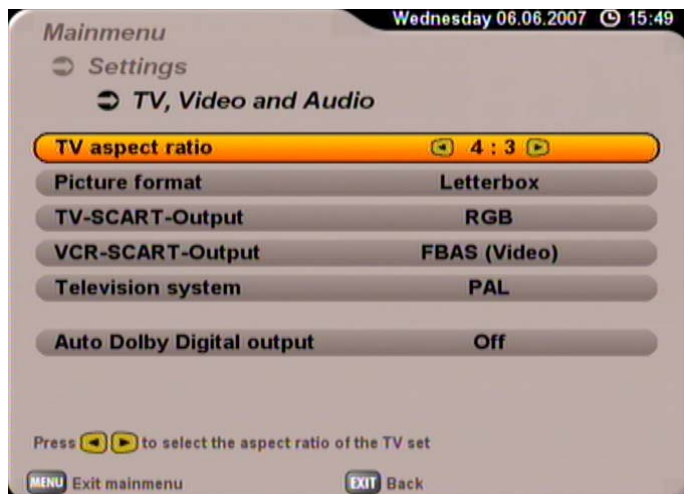 Wednesday 06.06.2007 15:49
Mainmenu
Settings
TV, Video and Audio
TV aspect ratio 4 : 3
Picture format Letterbox
TV-SCART-Output RGB
VCR-SCART-Output FBAS (Video)
Television system PAL
Auto Dolby Digital output Off
Press to select the aspect ratio of the TV set
MENU Exit mainmenu EXIT Back